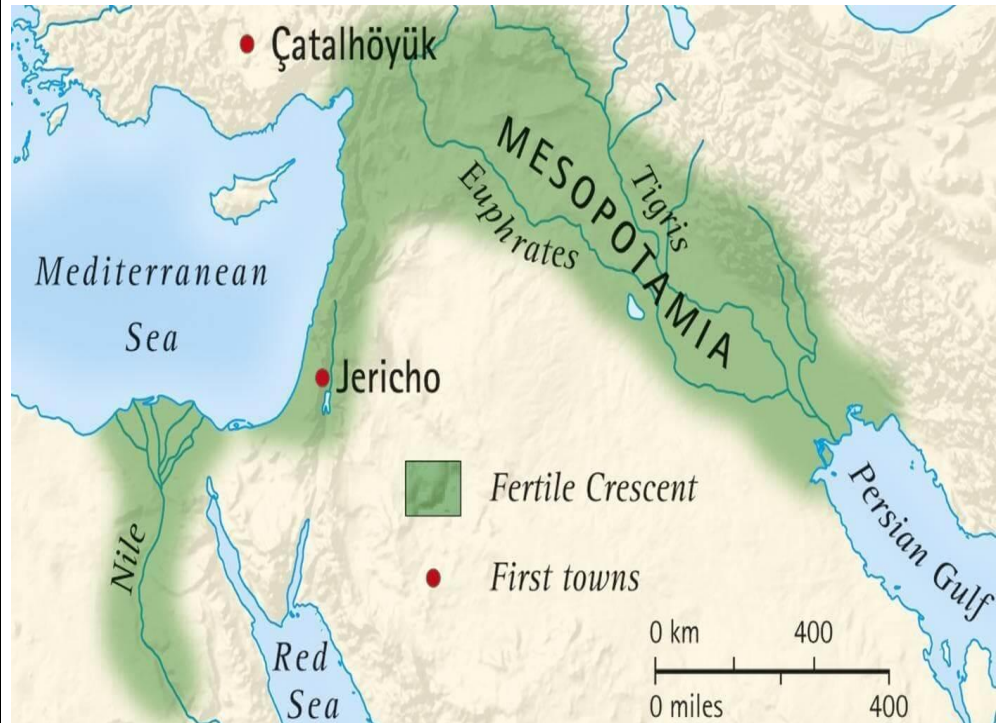 Çatalhöyük
MESOPOTAMIA
Tigris
Euphrates
Mediterranean
Sea
Jericho
Fertile Crescent
Nile
First towns
Persian Gulf
Red
Sea
0 km 400
0 miles 400